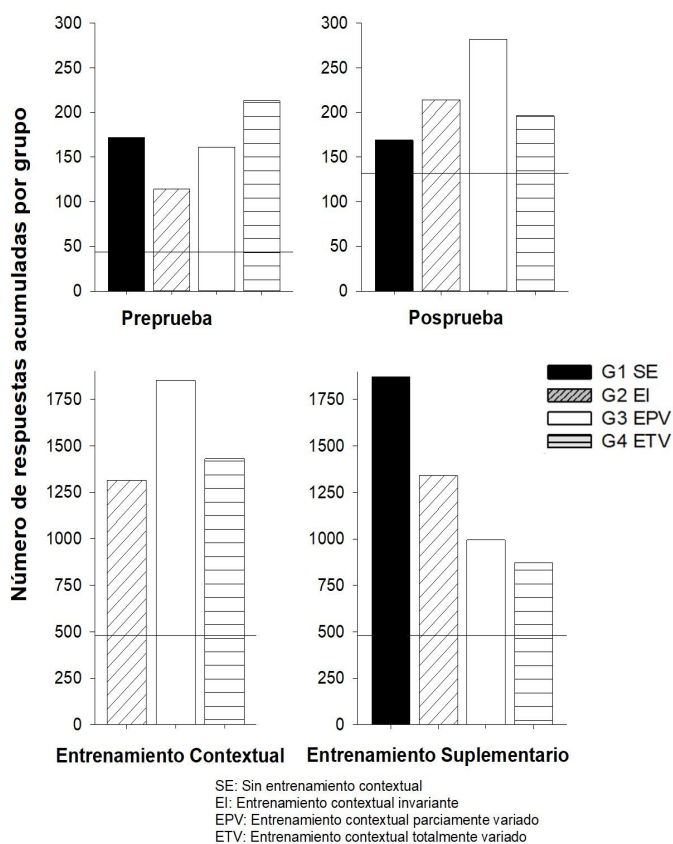 Número de respuestas acumuladas por grupo
300
250
200
150
100
50
0
Preprueba
300
250
200
150
100
50
0
Posprueba
1750
1500
1250
1000
750
500
250
0
Entrenamiento Contextual
1750
1500
1250
1000
750
500
250
0
Entrenamiento Suplementario
G1 SE
G2 EI
G3 EPV
G4 ETV
SE: Sin entrenamiento contextual
EI: Entrenamiento contextual invariante
EPV: Entrenamiento contextual parciamente variado
ETV: Entrenamiento contextual totalmente variado